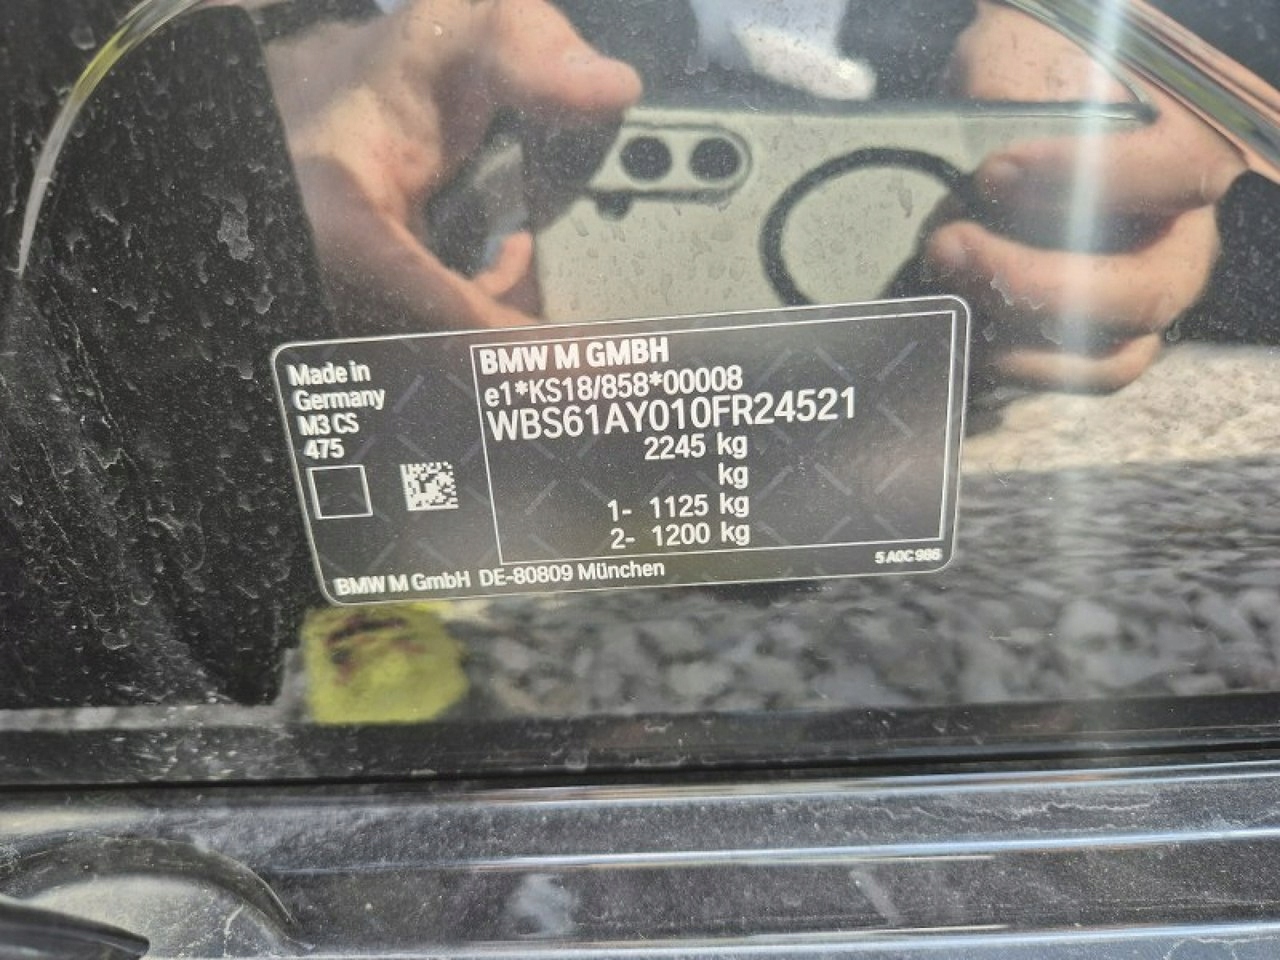 Made in
Germany
M3 CS
475
BMW M GMBH
e1*KS18/858*00008
WBS61AY010FR24521
2245 kg
kg
1- 1125 kg
2- 1200 kg
5 A0C 986
BMW M GmbH DE-80809 München